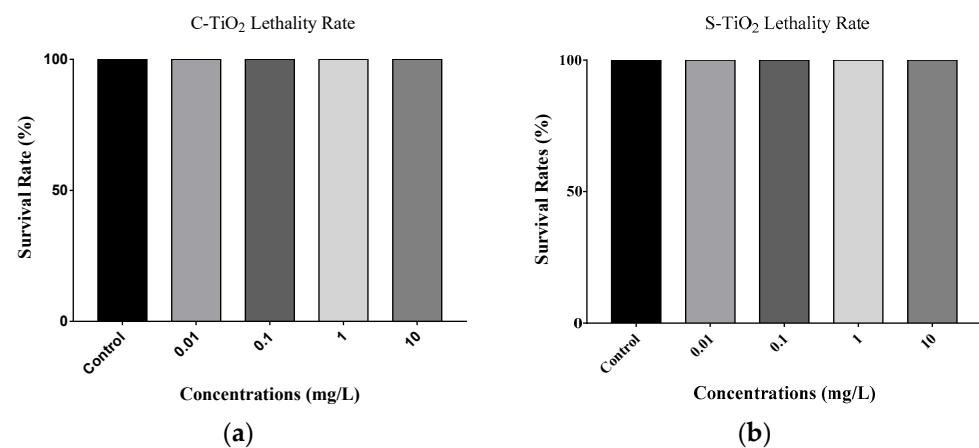 C-TiO₂ Lethality Rate
100
50
0
Survival Rate (%)
Control
0.01
0.1
1
10
Concentrations (mg/L)
(a)
S-TiO₂ Lethality Rate
100
50
0
Survival Rates (%)
Control
0.01
0.1
1
10
Concentrations (mg/L)
(b)